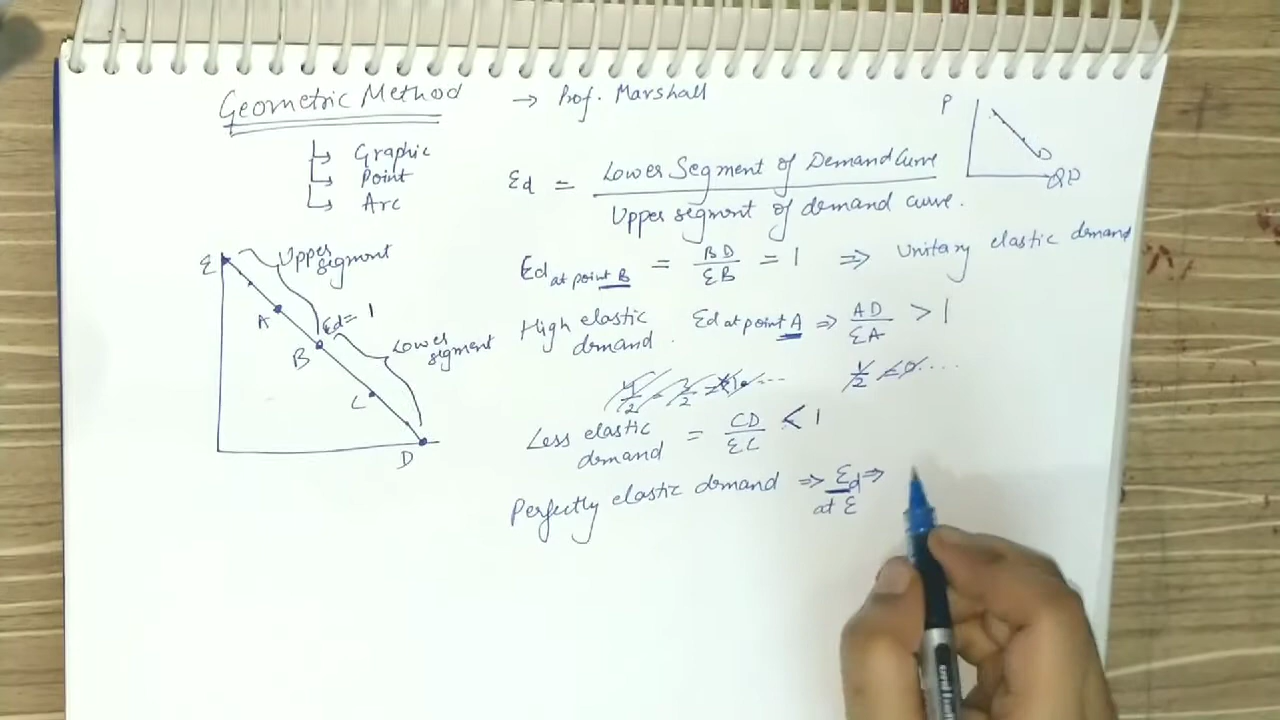 Geometric Method → Prof. Marshall
Graphic
Point
Arc
P
D
QD
Ed = Lower Segment of Demand Curve
Upper segment of demand curve.
E
Upper segment
A
Ed = 1
B
Lower segment
C
D
Ed at point B = BD / EB = 1 ⇒ Unitary elastic demand
High elastic demand. Ed at point A ⇒ AD / EA > 1
Less elastic demand = CD / EC < 1
Perfectly elastic demand ⇒ Ed at E ⇒